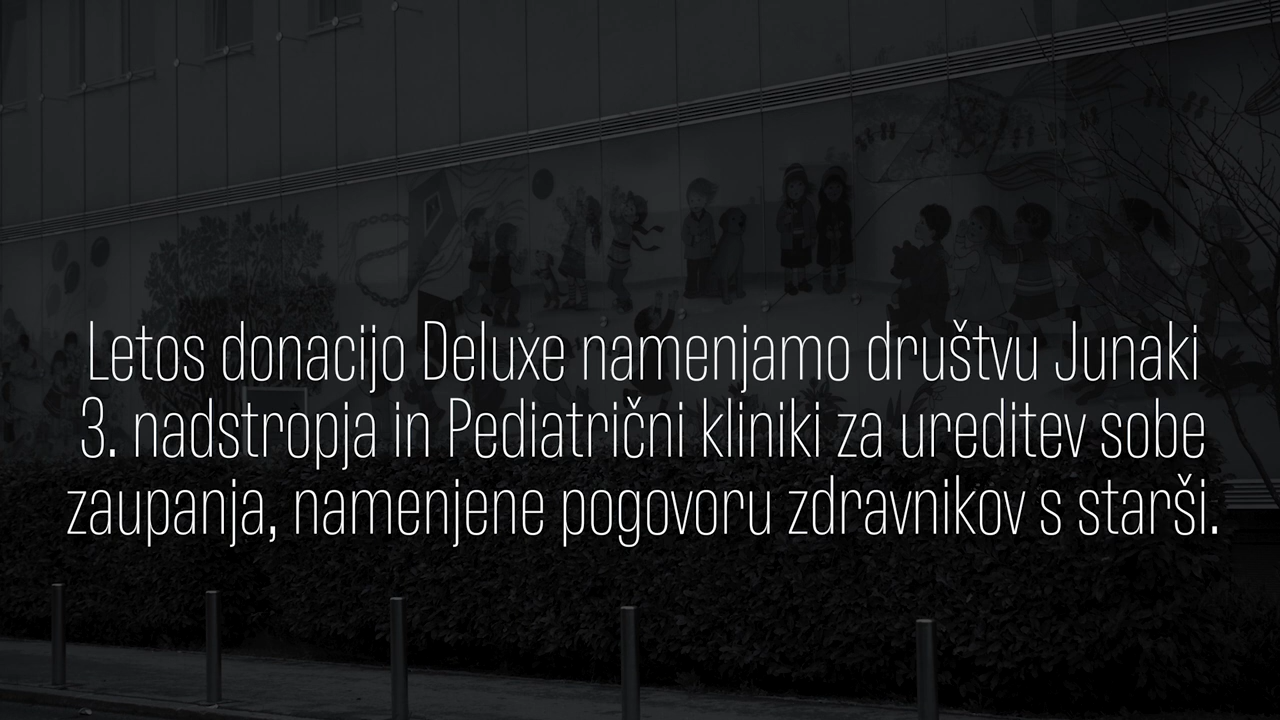 Letos donacijo Deluxe namenjamo društvu Junaki
3. nadstropja in Pediatrični kliniki za ureditev sobe
zaupanja, namenjene pogovoru zdravnikov s starši.